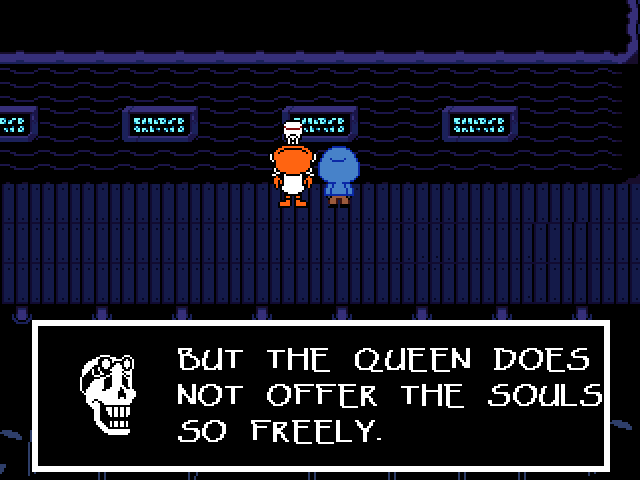 BUT THE QUEEN DOES
NOT OFFER THE SOULS
SO FREELY.